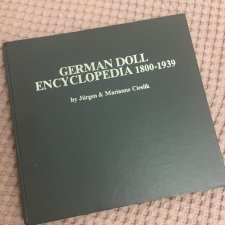 GERMAN DOLL
ENCYCLOPEDIA 1800-1939
by Jürgen & Marianne Cieslik